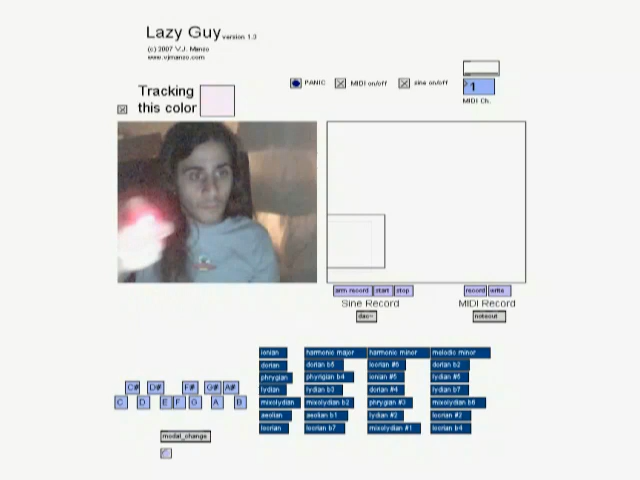 Lazy Guy version 1.3
(c) 2007 V.J. Manzo
www.vjmanzo.com
PANIC
MIDI on/off
sine on/off
1
MIDI Ch.
Tracking
this color
arm record start stop
record write
Sine Record
MIDI Record
dac~
noteout
ionian harmonic major harmonic minor melodic minor
dorian dorian b5 locrian #6 dorian b2
phrygian phyrigian b4 ionian #5 lydian #5
lydian lydian b3 dorian #4 lydian b7
mixolydian mixolydian b2 phrygian #3 mixolydian b6
aeolian aeolian b1 lydian #2 locrian #2
locrian locrian b7 mixolydian #1 locrian b4
C# D# F# G# A#
C D E F G A B
modal_change